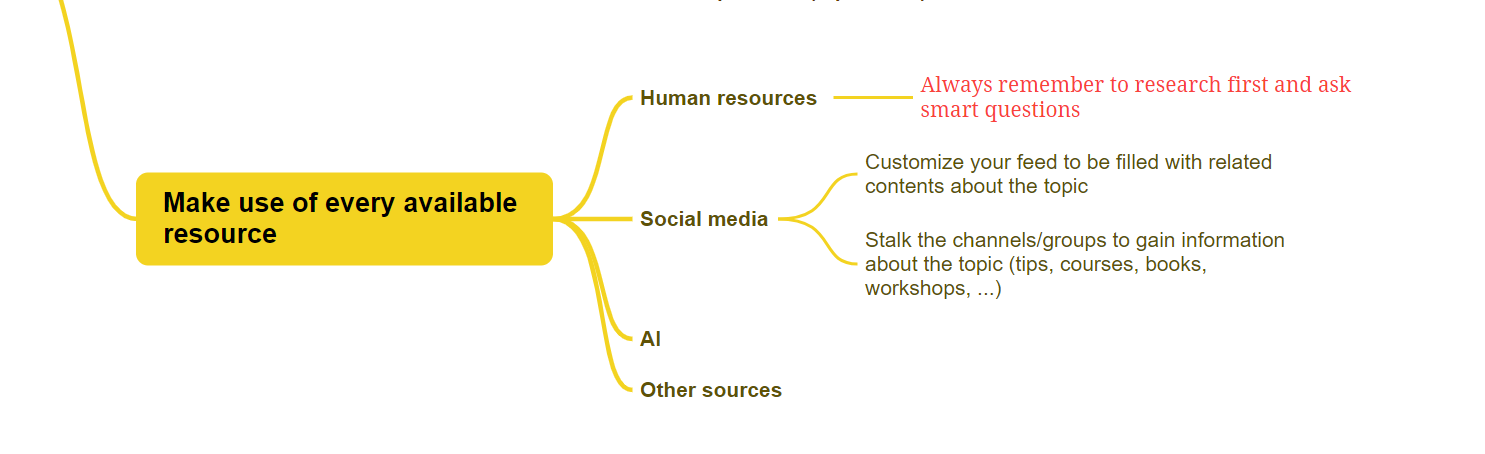 Human resources
Always remember to research first and ask
smart questions
Make use of every available
resource
Social media
Customize your feed to be filled with related
contents about the topic
Stalk the channels/groups to gain information
about the topic (tips, courses, books,
workshops, ...)
AI
Other sources